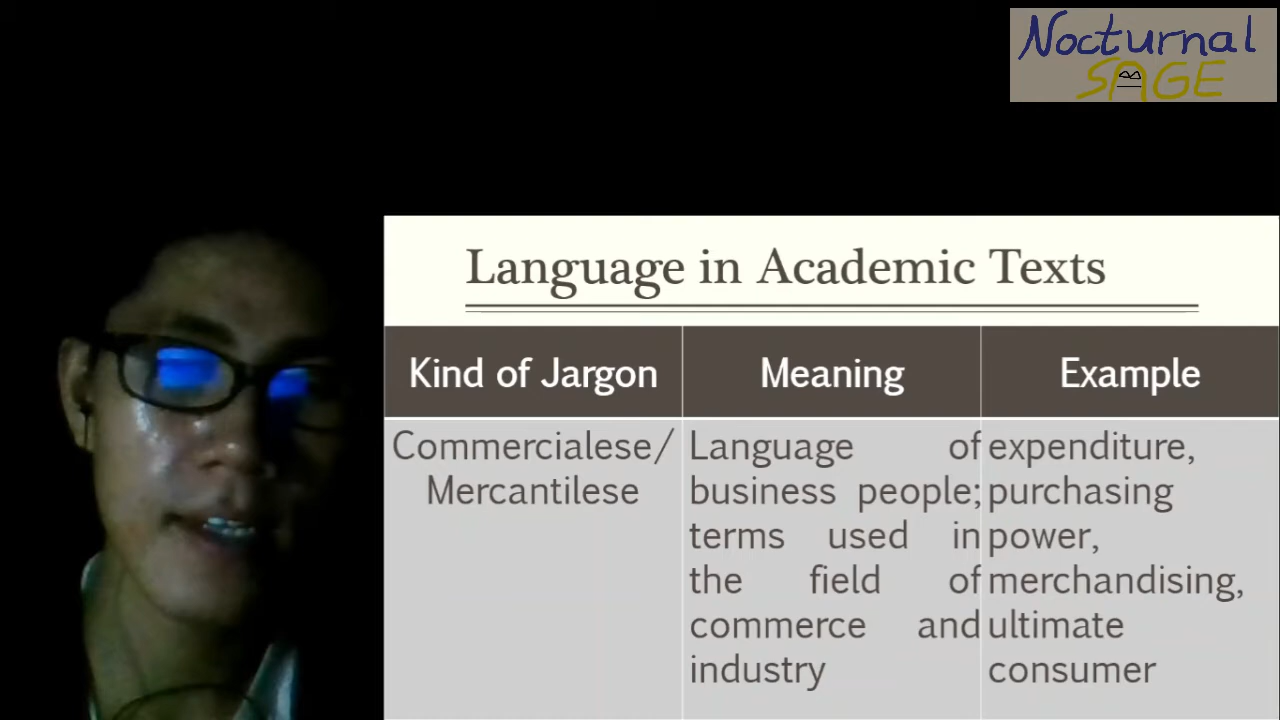 Nocturnal
SAGE
Language in Academic Texts
Kind of Jargon
Meaning
Example
Commercialese/
Mercantilese
Language of
business people;
terms used in
the field of
commerce and
industry
expenditure,
purchasing
power,
merchandising,
ultimate
consumer